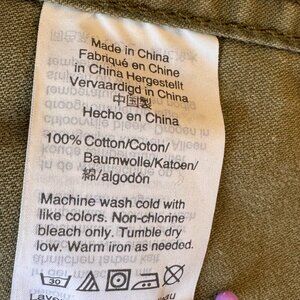 Made in China
Fabriqué en Chine
in China Hergestellt
Vervaardigd in China
中国製
Hecho en China
100% Cotton/Coton/
Baumwolle/Katoen/
綿/algodón
Machine wash cold with
like colors. Non-chlorine
bleach only. Tumble dry
low. Warm iron as needed.
30